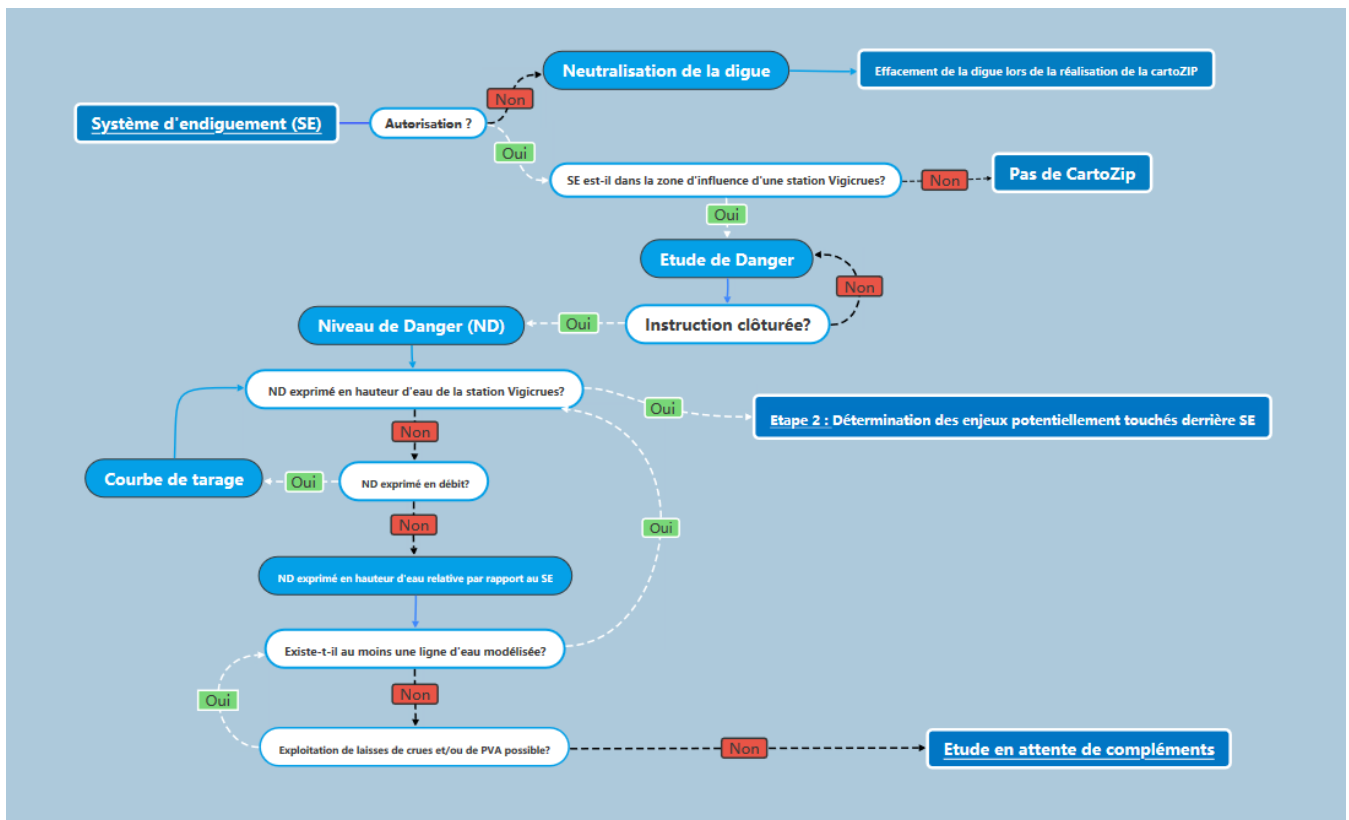 Neutralisation de la digue
Effacement de la digue lors de la réalisation de la cartoZIP
Non
Système d'endiguement (SE)
Autorisation ?
Oui
SE est-il dans la zone d'influence d'une station Vigicrues?
Non
Pas de CartoZip
Oui
Etude de Danger
Non
Niveau de Danger (ND)
Oui
Instruction clôturée?
ND exprimé en hauteur d'eau de la station Vigicrues?
Oui
Etape 2 : Détermination des enjeux potentiellement touchés derrière SE
Non
Courbe de tarage
Oui
ND exprimé en débit?
Non
Oui
ND exprimé en hauteur d'eau relative par rapport au SE
Existe-t-il au moins une ligne d'eau modélisée?
Non
Oui
Exploitation de laisses de crues et/ou de PVA possible?
Non
Etude en attente de compléments